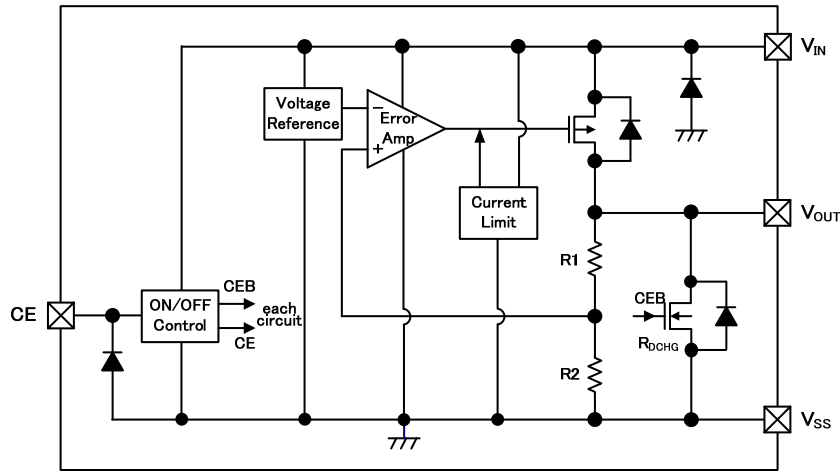 V_IN
Voltage
Reference
−
Error
Amp
+
Current
Limit
V_OUT
R1
CE
ON/OFF
Control
CEB
each
circuit
CE
CEB
R_DCHG
R2
V_SS